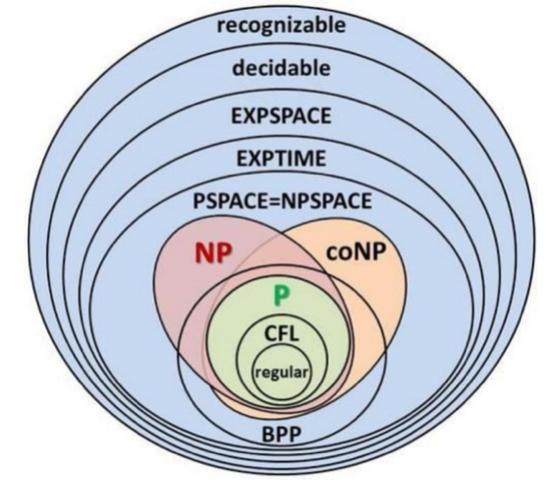 recognizable
decidable
EXPSPACE
EXPTIME
PSPACE=NPSPACE
NP
coNP
P
CFL
regular
BPP